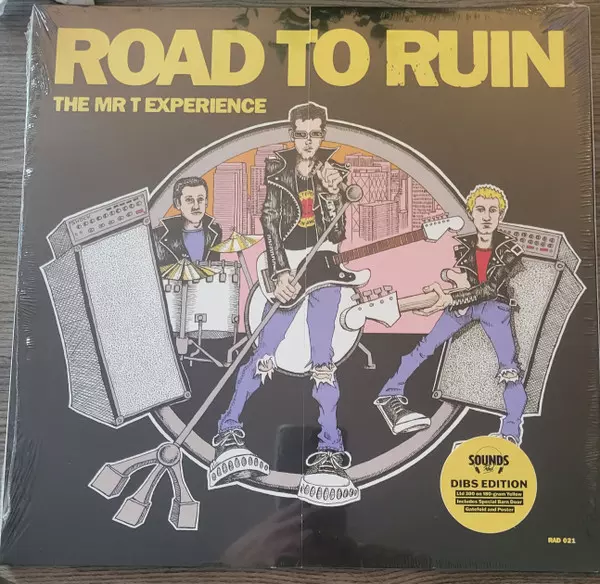 ROAD TO RUIN
THE MR T EXPERIENCE
SOUNDS
DIBS EDITION
Ltd 300 on 180-gram Yellow
Includes Special Barn Door
Gatefold and Poster
RAD 021